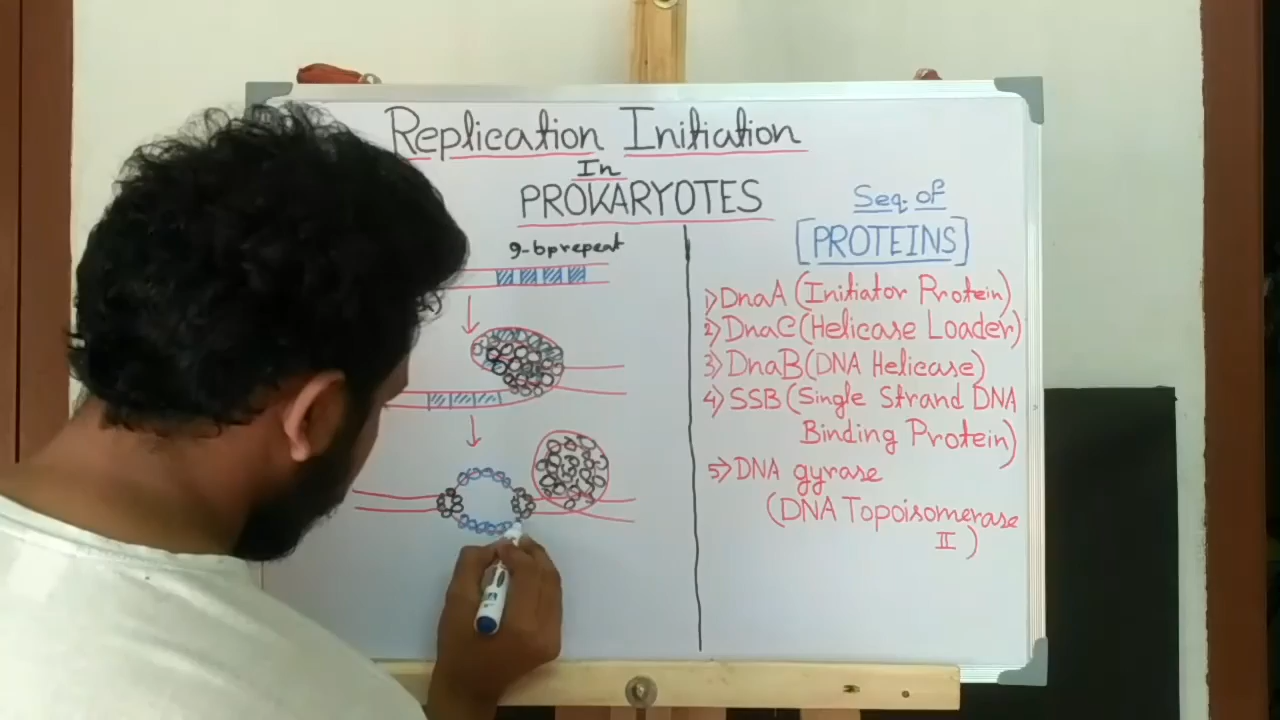 Replication Initiation
In
PROKARYOTES
9-bp repeat
Seq. of
[PROTEINS]
1) DnaA (Initiator Protein)
2) DnaC (Helicase Loader)
3) DnaB (DNA Helicase)
4) SSB (Single Strand DNA
Binding Protein)
5) DNA gyrase
(DNA Topoisomerase
II)